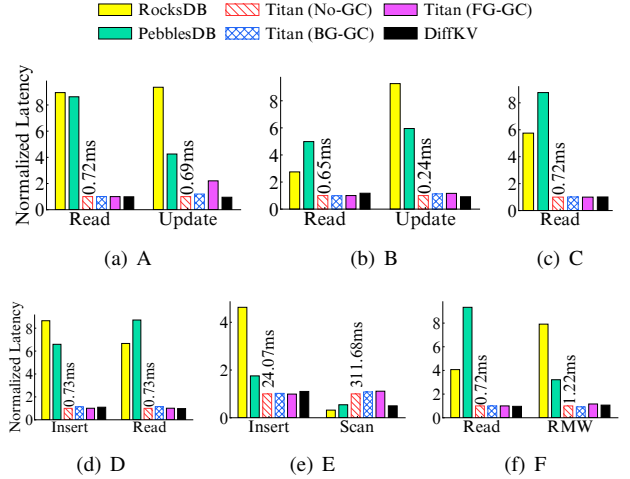 RocksDB Titan (No-GC) Titan (FG-GC)
PebblesDB Titan (BG-GC) DiffKV
Normalized Latency
8
6
4
2
0
0.72ms
0.69ms
Read Update
(a) A
8
6
4
2
0
0.65ms
0.24ms
Read Update
(b) B
8
6
4
2
0
0.72ms
Read
(c) C
Normalized Latency
8
6
4
2
0
0.73ms
0.73ms
Insert Read
(d) D
4
2
0
24.07ms
311.68ms
Insert Scan
(e) E
8
6
4
2
0
0.72ms
1.22ms
Read RMW
(f) F